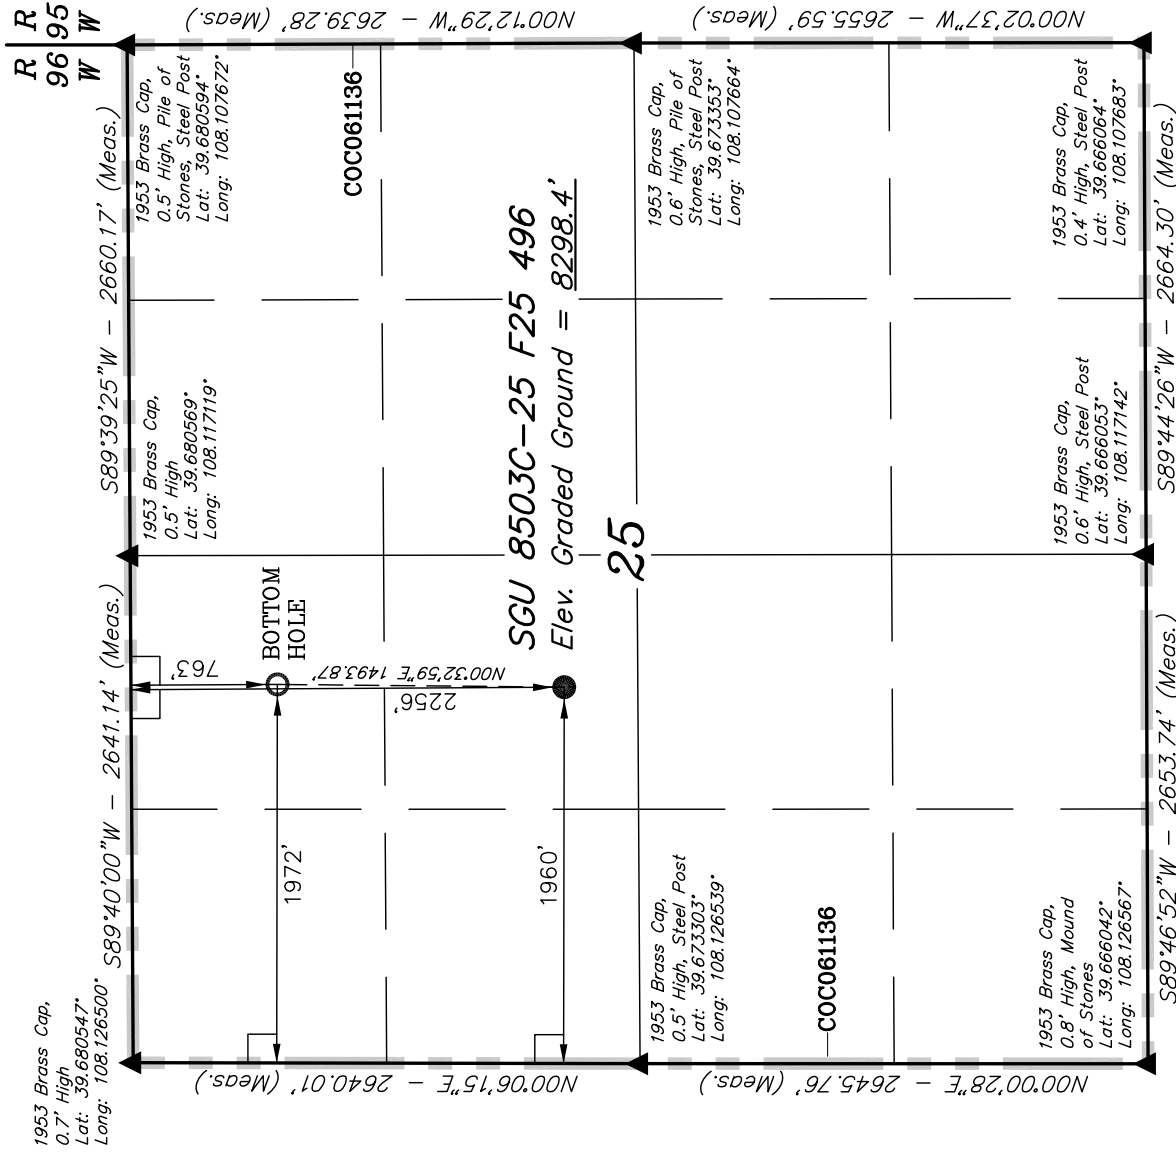 R R
96 95
W W
1953 Brass Cap,
0.7' High
Lat: 39.680547°
Long: 108.126500°
S89°40'00"W - 2641.14' (Meas.)
S89°39'25"W - 2660.17' (Meas.)
1953 Brass Cap,
0.5' High
Lat: 39.680569°
Long: 108.117119°
1953 Brass Cap,
0.5' High, Pile of
Stones, Steel Post
Lat: 39.680594°
Long: 108.107672°
N00°06'15"E - 2640.01' (Meas.)
N00°12'29"W - 2639.28' (Meas.)
763'
BOTTOM
HOLE
1972'
COC061136
N00°32'59"E 1493.87'
2256'
SGU 8503C-25 F25 496
Elev. Graded Ground = 8298.4'
1960'
25
1953 Brass Cap,
0.5' High, Steel Post
Lat: 39.673303°
Long: 108.126539°
1953 Brass Cap,
0.6' High, Pile of
Stones, Steel Post
Lat: 39.673353°
Long: 108.107664°
N00°00'28"E - 2645.76' (Meas.)
N00°02'37"W - 2655.59' (Meas.)
COC061136
1953 Brass Cap,
0.8' High, Mound
of Stones
Lat: 39.666042°
Long: 108.126567°
1953 Brass Cap,
0.6' High, Steel Post
Lat: 39.666053°
Long: 108.117142°
1953 Brass Cap,
0.4' High, Steel Post
Lat: 39.666064°
Long: 108.107683°
S89°46'52"W - 2653.74' (Meas.)
S89°44'26"W - 2664.30' (Meas.)